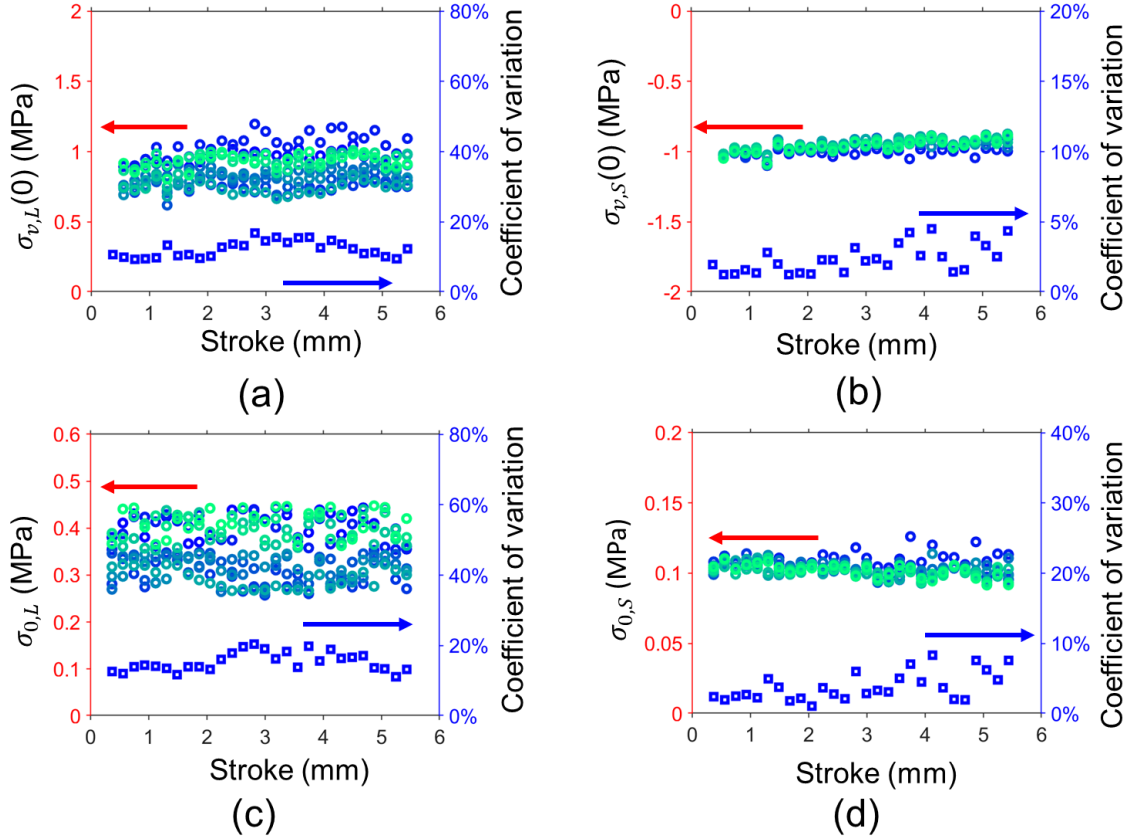 2 80% 0 20%
1.5 60% -0.5 15%
1 40% -1 10%
0.5 20% -1.5 5%
0 0% -2 0%
σv,L(0) (MPa) Coefficient of variation σv,S(0) (MPa) Coefficient of variation
0 1 2 3 4 5 6 0 1 2 3 4 5 6
Stroke (mm) Stroke (mm)
(a) (b)
0.6 80% 0.2 40%
0.5 60% 0.15 30%
0.4 40% 0.1 20%
0.3 20% 0.05 10%
0.2 0% 0 0%
0.1
0
σ0,L (MPa) Coefficient of variation σ0,S (MPa) Coefficient of variation
0 1 2 3 4 5 6 0 1 2 3 4 5 6
Stroke (mm) Stroke (mm)
(c) (d)